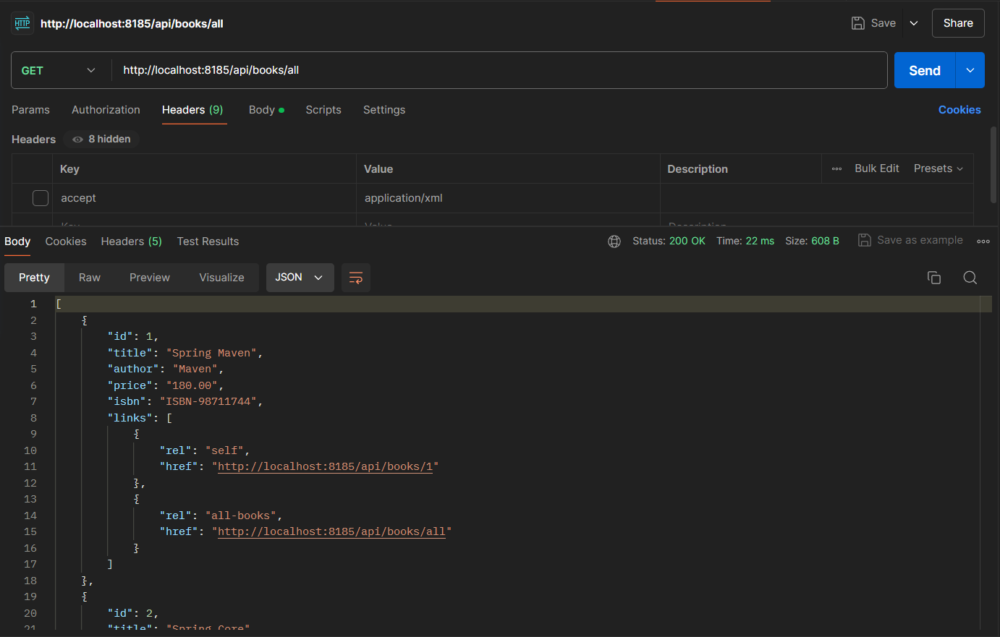 HTTP http://localhost:8185/api/books/all Save Share
GET http://localhost:8185/api/books/all Send
Params Authorization Headers (9) Body Scripts Settings Cookies
Headers 8 hidden
Key Value Description Bulk Edit Presets
accept application/xml
Key Value Description
Body Cookies Headers (5) Test Results Status: 200 OK Time: 22 ms Size: 608 B Save as example
Pretty Raw Preview Visualize JSON
1 [
2 {
3 "id": 1,
4 "title": "Spring Maven",
5 "author": "Maven",
6 "price": "180.00",
7 "isbn": "ISBN-98711744",
8 "links": [
9 {
10 "rel": "self",
11 "href": "http://localhost:8185/api/books/1"
12 },
13 {
14 "rel": "all-books",
15 "href": "http://localhost:8185/api/books/all"
16 }
17 ]
18 },
19 {
20 "id": 2,
21 "title": "Spring Core"